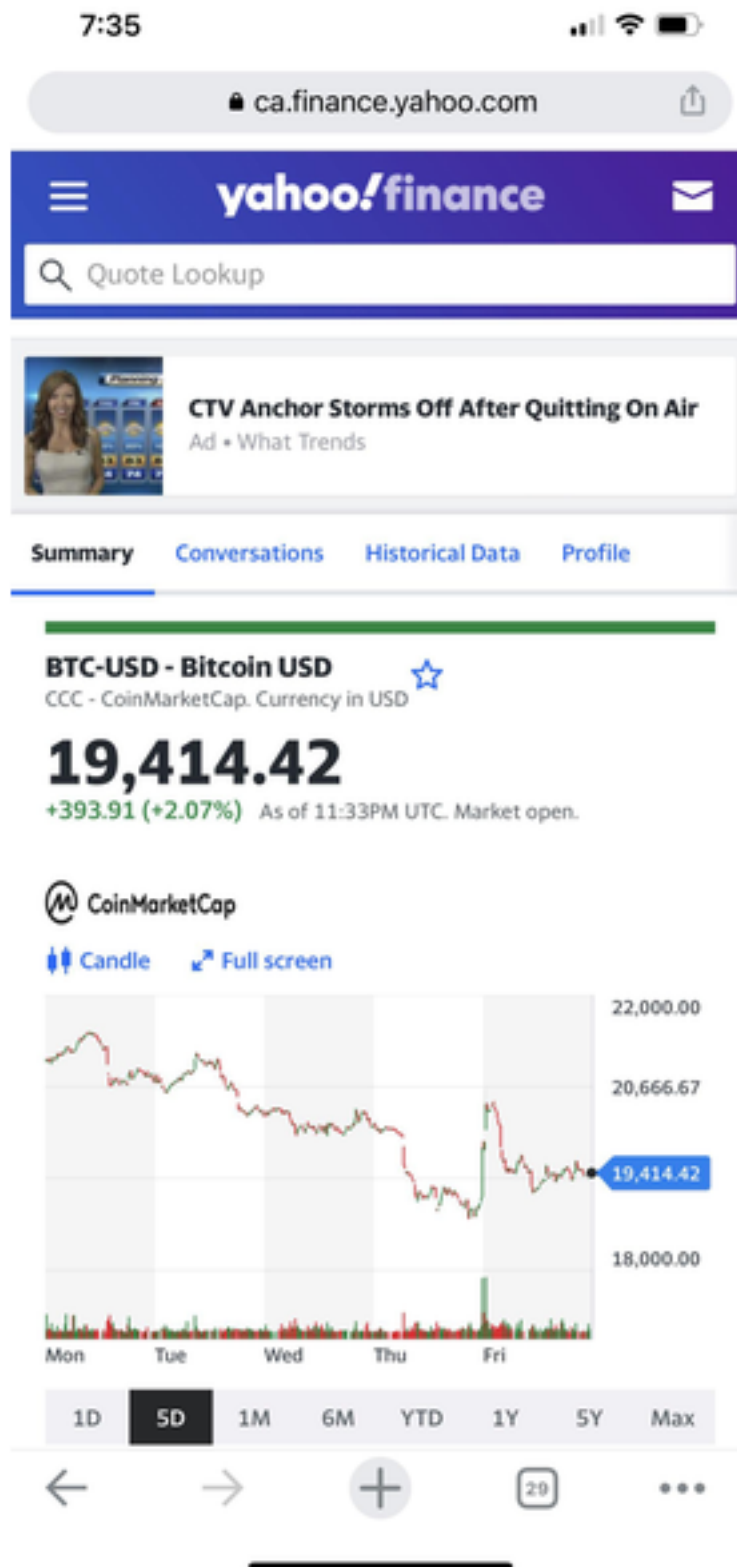 7:35
ca.finance.yahoo.com
yahoo!finance
Quote Lookup
Planning
CTV Anchor Storms Off After Quitting On Air
Ad • What Trends
Summary Conversations Historical Data Profile
BTC-USD - Bitcoin USD
CCC - CoinMarketCap. Currency in USD
19,414.42
+393.91 (+2.07%) As of 11:33PM UTC. Market open.
CoinMarketCap
Candle Full screen
22,000.00
20,666.67
19,414.42
18,000.00
Mon Tue Wed Thu Fri
1D 5D 1M 6M YTD 1Y 5Y Max
29